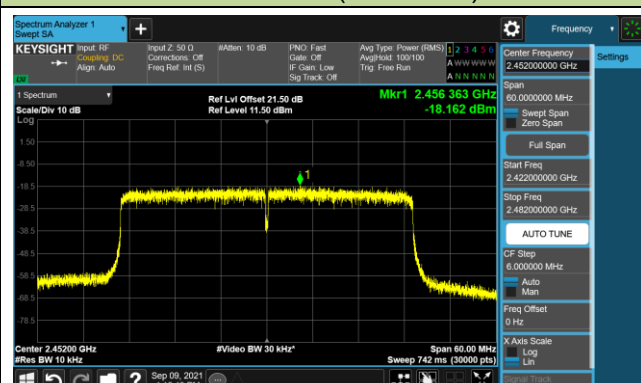 Spectrum Analyzer 1
Swept SA
Frequency
KEYSIGHT
Input: RF
Coupling: DC
Align: Auto
Input Z: 50 Ω
Corrections: Off
Freq Ref: Int (S)
#Atten: 10 dB
PNO: Fast
Gate: Off
IF Gain: Low
Sig Track: Off
Avg Type: Power (RMS)
Avg|Hold: 100/100
Trig: Free Run
1 2 3 4 5 6
A W W W W W
A N N N N N
1 Spectrum
Scale/Div 10 dB
Log
Ref Lvl Offset 21.50 dB
Ref Level 11.50 dBm
Mkr1 2.456 363 GHz
-18.162 dBm
1
1.50
-8.50
-18.5
-28.5
-38.5
-48.5
-58.5
-68.5
-78.5
Center 2.45200 GHz
#Res BW 10 kHz
#Video BW 30 kHz*
Span 60.00 MHz
Sweep 742 ms (30000 pts)
Center Frequency
2.452000000 GHz
Settings
Span
60.0000000 MHz
Swept Span
Zero Span
Full Span
Start Freq
2.422000000 GHz
Stop Freq
2.482000000 GHz
AUTO TUNE
CF Step
6.000000 MHz
Auto
Man
Freq Offset
0 Hz
X Axis Scale
Log
Lin
Signal Track
Sep 09, 2021